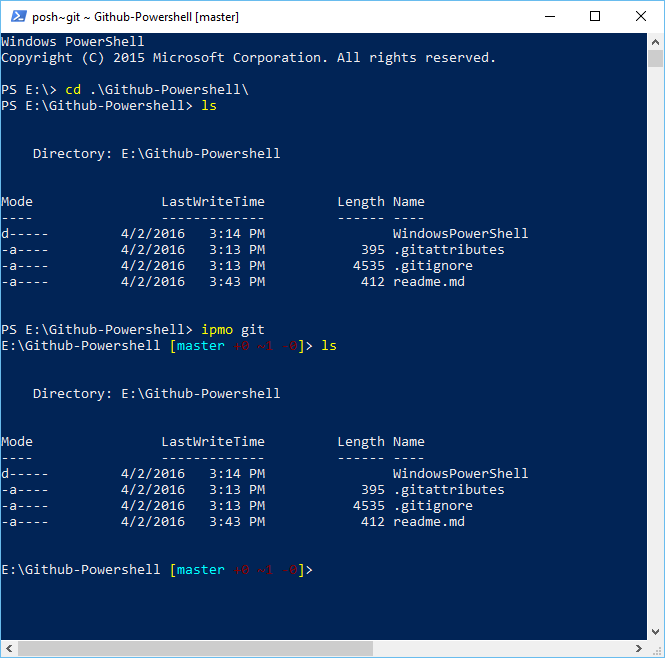 posh~git ~ Github-Powershell [master]
Windows PowerShell
Copyright (C) 2015 Microsoft Corporation. All rights reserved.
PS E:\> cd .\Github-Powershell\
PS E:\Github-Powershell> ls
Directory: E:\Github-Powershell
Mode                LastWriteTime         Length Name
----                -------------         ------ ----
d-----         4/2/2016   3:14 PM                WindowsPowerShell
-a----         4/2/2016   3:13 PM            395 .gitattributes
-a----         4/2/2016   3:13 PM           4535 .gitignore
-a----         4/2/2016   3:43 PM            412 readme.md
PS E:\Github-Powershell> ipmo git
E:\Github-Powershell [master +0 ~1 -0]> ls
Directory: E:\Github-Powershell
Mode                LastWriteTime         Length Name
----                -------------         ------ ----
d-----         4/2/2016   3:14 PM                WindowsPowerShell
-a----         4/2/2016   3:13 PM            395 .gitattributes
-a----         4/2/2016   3:13 PM           4535 .gitignore
-a----         4/2/2016   3:43 PM            412 readme.md
E:\Github-Powershell [master +0 ~1 -0]>